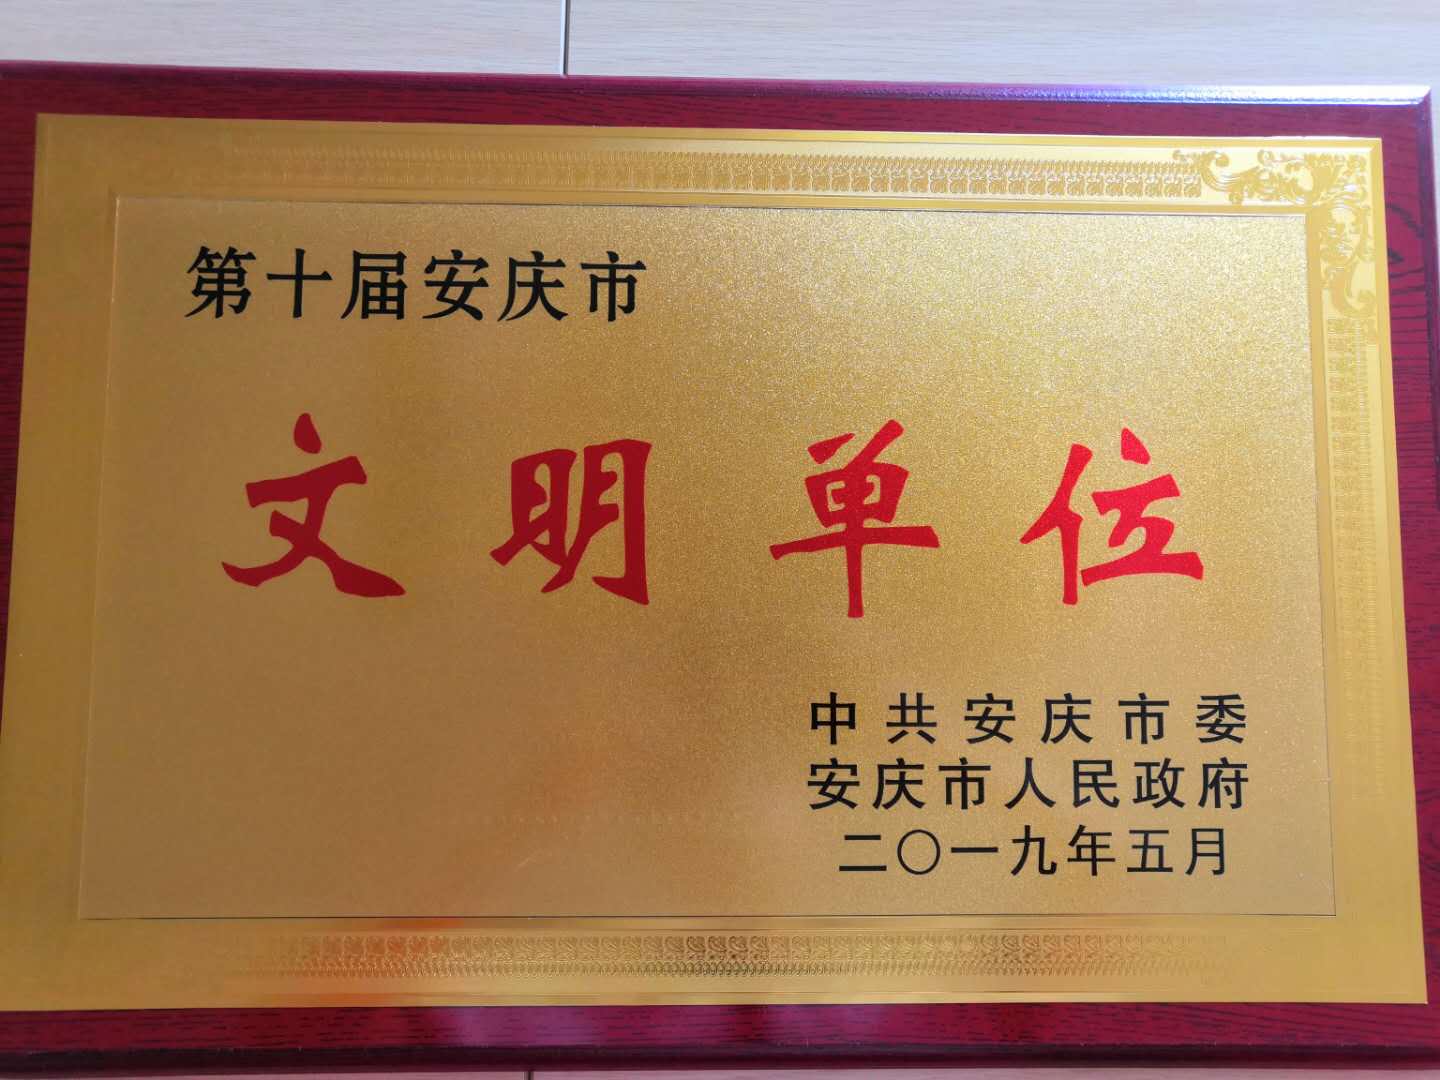 第十届安庆市
文明单位
中共安庆市委
安庆市人民政府
二〇一九年五月